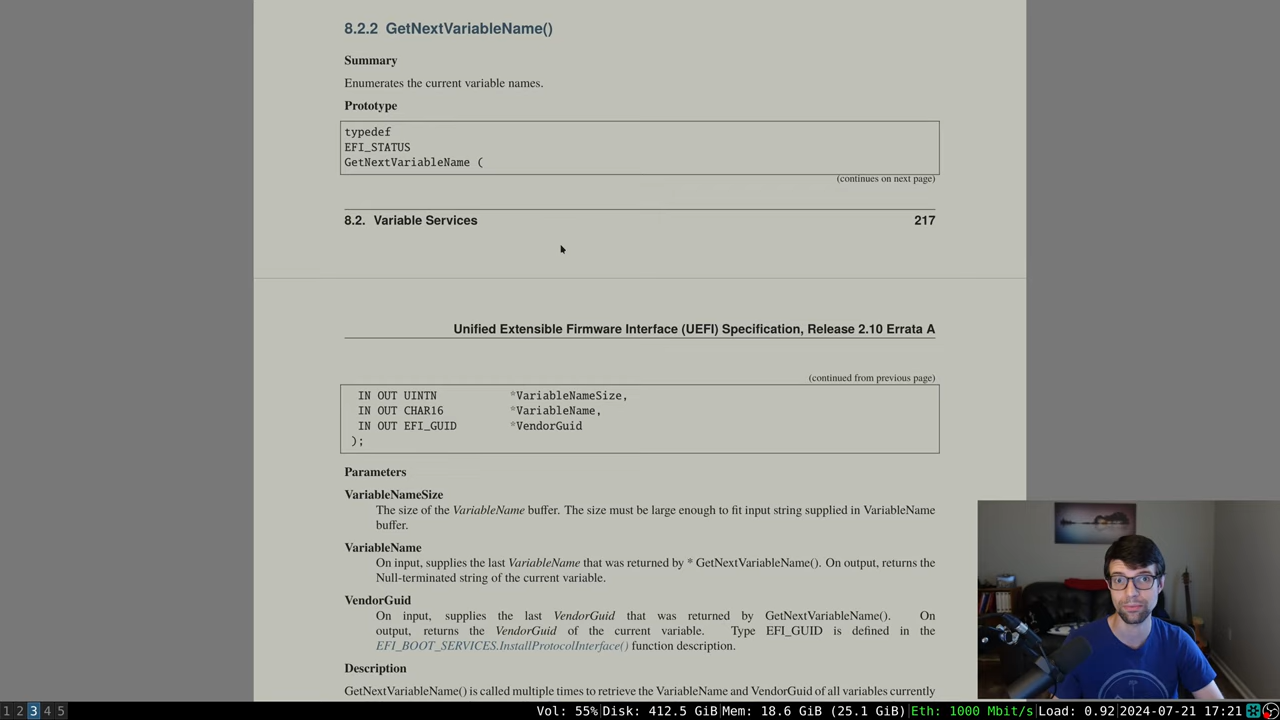 8.2.2 GetNextVariableName()
Summary
Enumerates the current variable names.
Prototype
typedef
EFI_STATUS
GetNextVariableName (
(continues on next page)
8.2. Variable Services 217
Unified Extensible Firmware Interface (UEFI) Specification, Release 2.10 Errata A
(continued from previous page)
IN OUT UINTN *VariableNameSize,
IN OUT CHAR16 *VariableName,
IN OUT EFI_GUID *VendorGuid
);
Parameters
VariableNameSize
The size of the VariableName buffer. The size must be large enough to fit input string supplied in VariableName
buffer.
VariableName
On input, supplies the last VariableName that was returned by * GetNextVariableName(). On output, returns the
Null-terminated string of the current variable.
VendorGuid
On input, supplies the last VendorGuid that was returned by GetNextVariableName(). On
output, returns the VendorGuid of the current variable. Type EFI_GUID is defined in the
EFI_BOOT_SERVICES.InstallProtocolInterface() function description.
Description
GetNextVariableName() is called multiple times to retrieve the VariableName and VendorGuid of all variables currently
1 2 3 4 5 Vol: 55%|Disk: 412.5 GiB|Mem: 18.6 GiB (25.1 GiB)|Eth: 1000 Mbit/s|Load: 0.92|2024-07-21 17:21